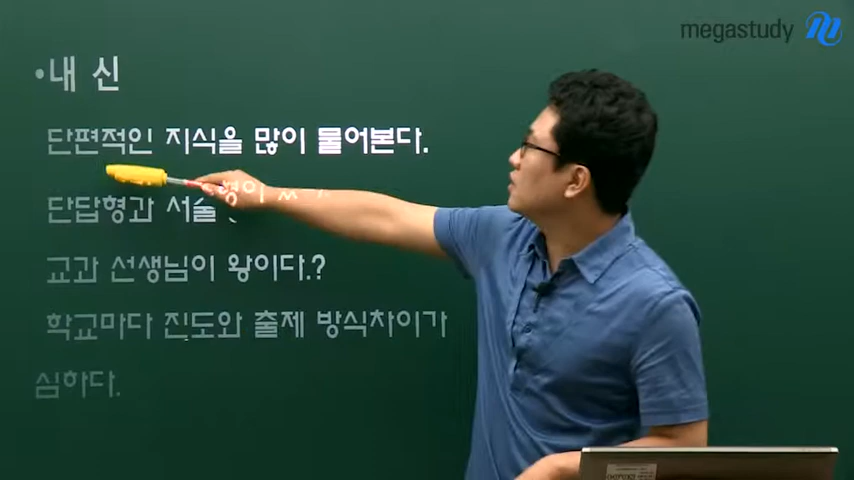 megastudy
•내 신
단편적인 지식을 많이 물어본다.
단답형과 서술
교과 선생님이 왕이다.?
학교마다 진도와 출제 방식차이가
심하다.